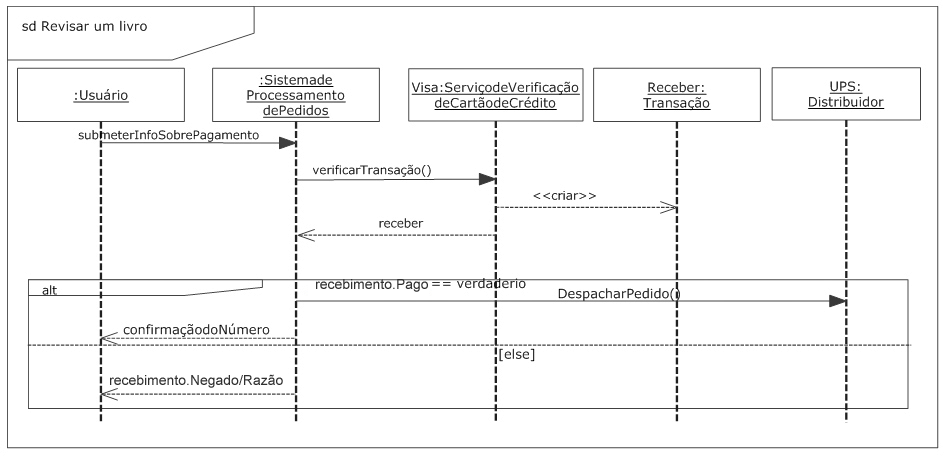 sd Revisar um livro
:Usuário
:Sistemade
Processamento
dePedidos
Visa:ServiçodeVerificação
deCartãodeCrédito
Receber:
Transação
UPS:
Distribuidor
submeterInfoSobrePagamento
verificarTransação()
<<criar>>
receber
alt
recebimento.Pago == verdaderio
DespacharPedido()
confirmaçãodoNúmero
[else]
recebimento.Negado/Razão